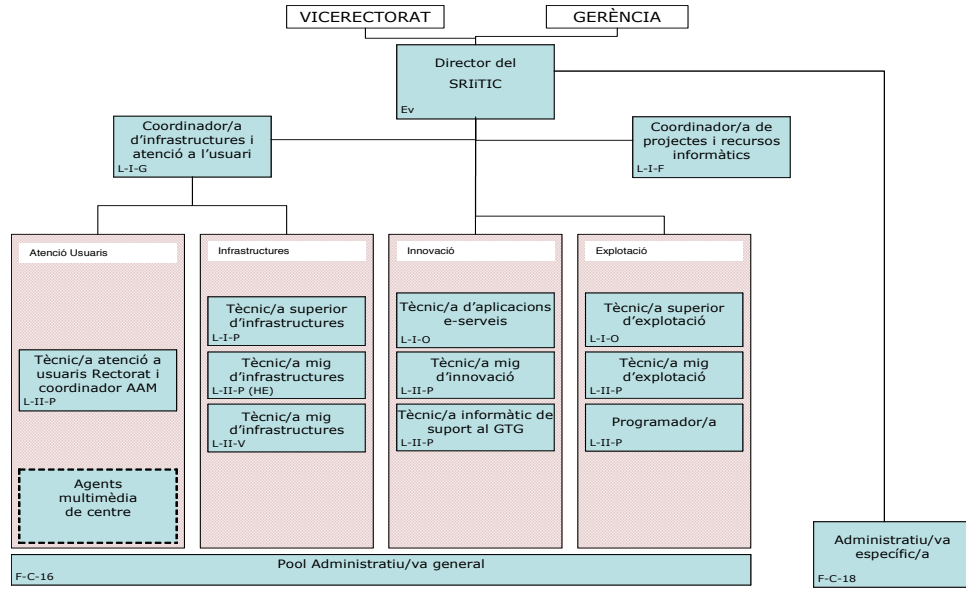 VICERECTORAT
GERÈNCIA
Director del
SRIiTIC
Ev
Coordinador/a
d'infrastructures i
atenció a l'usuari
L-I-G
Coordinador/a de
projectes i recursos
informàtics
L-I-F
Atenció Usuaris
Tècnic/a atenció a
usuaris Rectorat i
coordinador AAM
L-II-P
Agents
multimèdia
de centre
Infrastructures
Tècnic/a superior
d'infrastructures
L-I-P
Tècnic/a mig
d'infrastructures
L-II-P (HE)
Tècnic/a mig
d'infrastructures
L-II-V
Innovació
Tècnic/a d'aplicacions
e-serveis
L-I-O
Tècnic/a mig
d'innovació
L-II-P
Tècnic/a informàtic de
suport al GTG
L-II-P
Explotació
Tècnic/a superior
d'explotació
L-I-O
Tècnic/a mig
d'explotació
L-II-P
Programador/a
L-II-P
Pool Administratiu/va general
F-C-16
Administratiu/va
específic/a
F-C-18